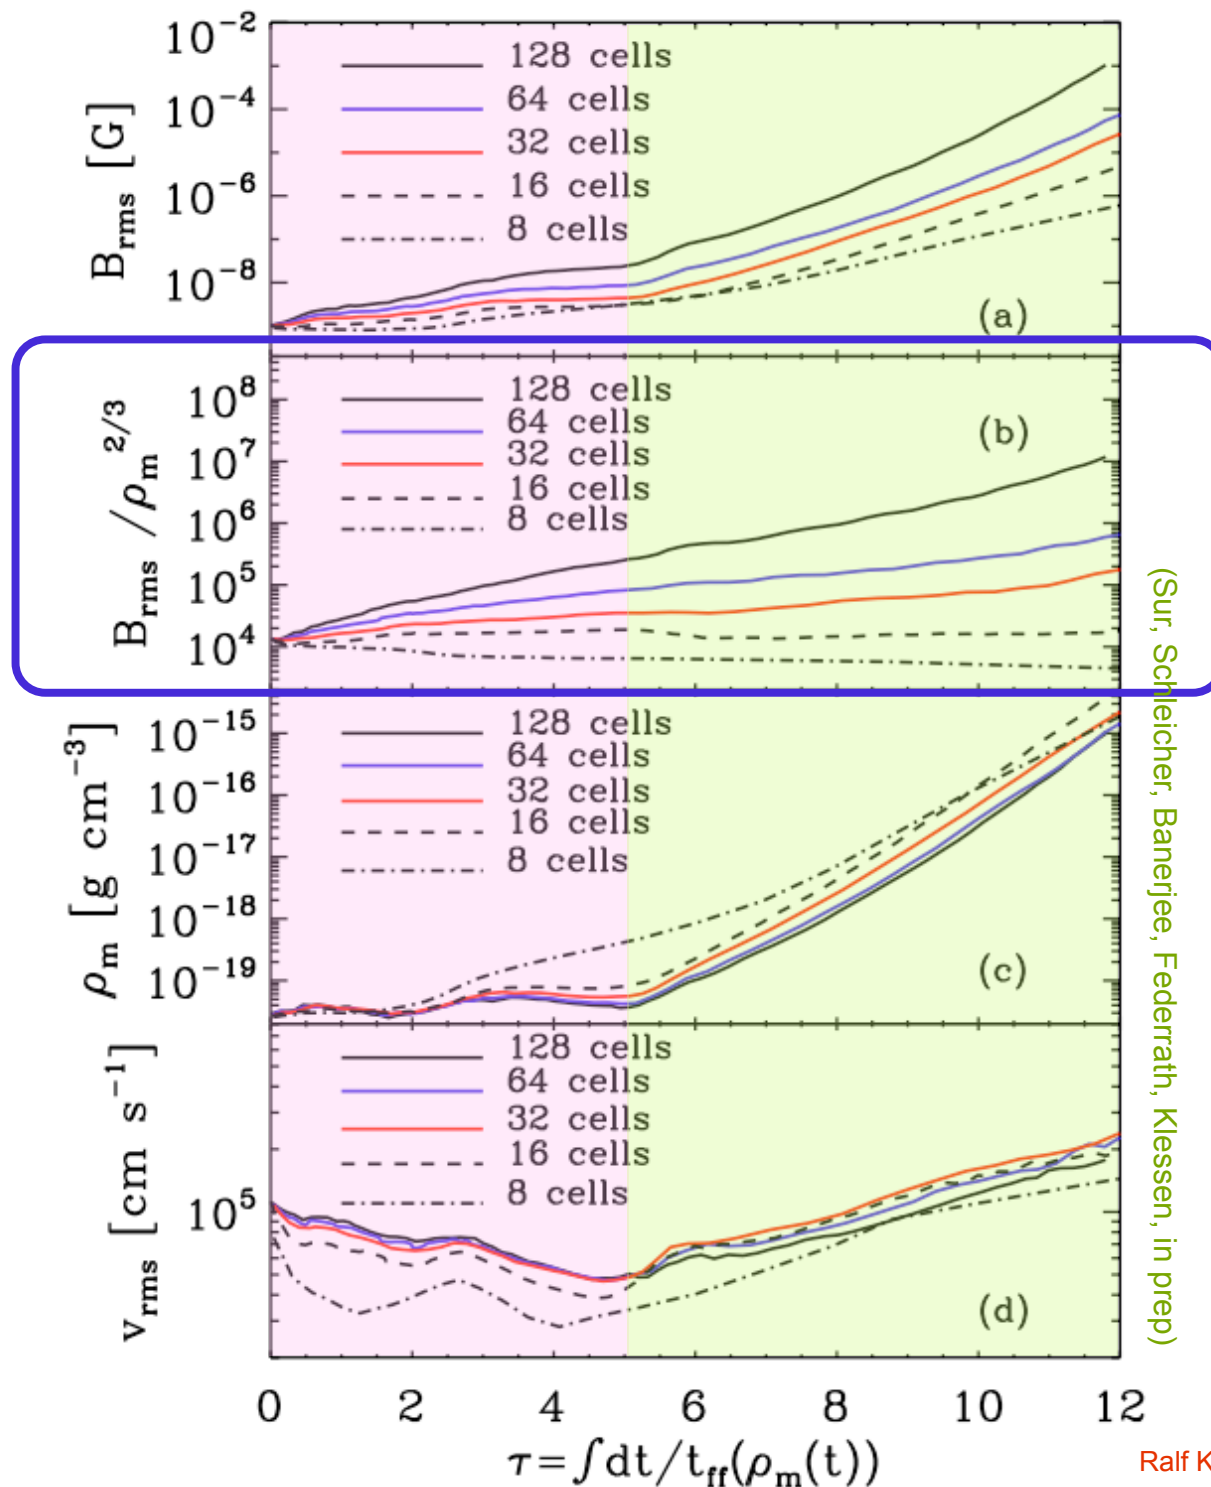 10⁻²
10⁻⁴
10⁻⁶
10⁻⁸
B_rms [G]
128 cells
64 cells
32 cells
16 cells
8 cells
(a)
10⁸
10⁷
10⁶
10⁵
10⁴
B_rms /ρ_m^2/3
128 cells
64 cells
32 cells
16 cells
8 cells
(b)
10⁻¹⁵
10⁻¹⁶
10⁻¹⁷
10⁻¹⁸
10⁻¹⁹
ρ_m [g cm⁻³]
128 cells
64 cells
32 cells
16 cells
8 cells
(c)
10⁵
v_rms [cm s⁻¹]
128 cells
64 cells
32 cells
16 cells
8 cells
(d)
0 2 4 6 8 10 12
τ=∫dt/t_ff(ρ_m(t))
(Sur, Schleicher, Banerjee, Federrath, Klessen, in prep)
Ralf K